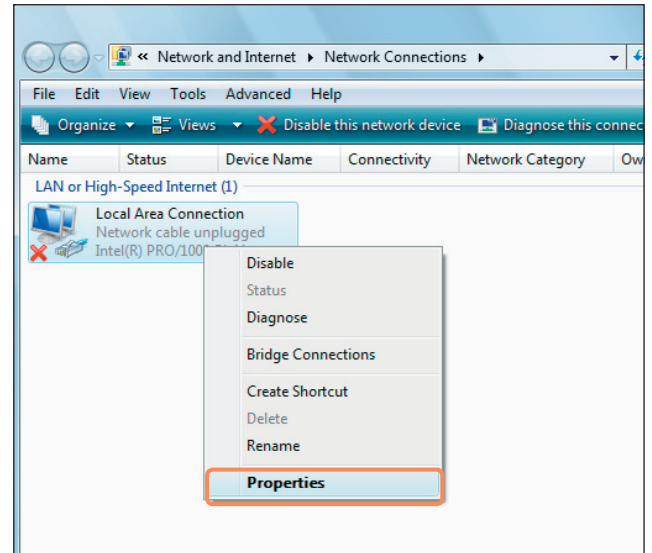 « Network and Internet ▸ Network Connections ▸
File Edit View Tools Advanced Help
Organize Views Disable this network device Diagnose this connec
Name Status Device Name Connectivity Network Category Ow
LAN or High-Speed Internet (1)
Local Area Connection
Network cable unplugged
Intel(R) PRO/100
Disable
Status
Diagnose
Bridge Connections
Create Shortcut
Delete
Rename
Properties